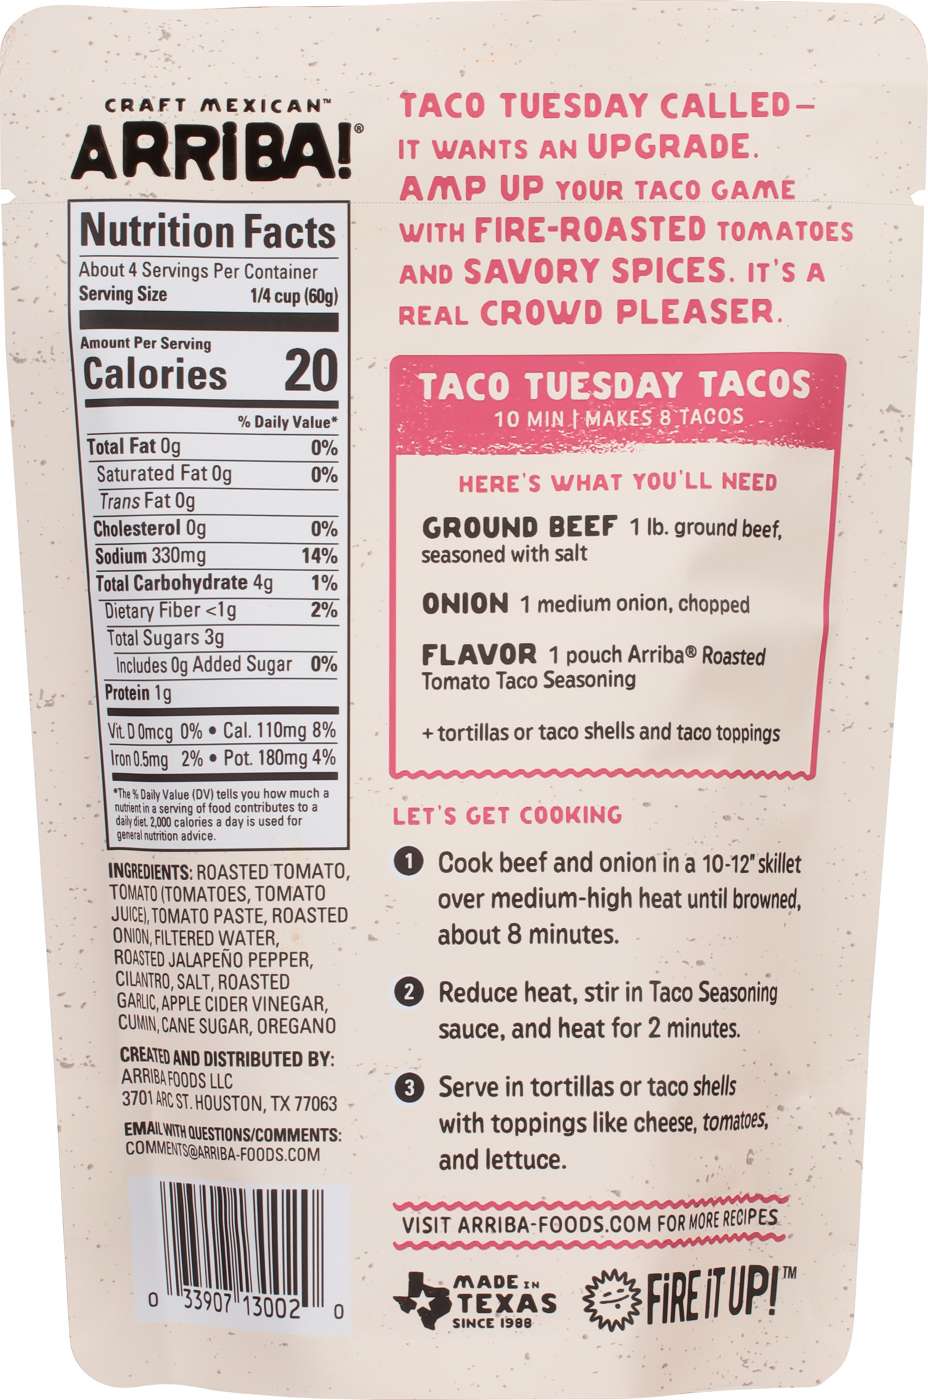 CRAFT MEXICAN™
ARRIBA!®
Nutrition Facts
About 4 Servings Per Container
Serving Size 1/4 cup (60g)
Amount Per Serving
Calories 20
% Daily Value*
Total Fat 0g 0%
Saturated Fat 0g 0%
Trans Fat 0g
Cholesterol 0g 0%
Sodium 330mg 14%
Total Carbohydrate 4g 1%
Dietary Fiber <1g 2%
Total Sugars 3g
Includes 0g Added Sugar 0%
Protein 1g
Vit. D 0mcg 0% • Cal. 110mg 8%
Iron 0.5mg 2% • Pot. 180mg 4%
*The % Daily Value (DV) tells you how much a
nutrient in a serving of food contributes to a
daily diet. 2,000 calories a day is used for
general nutrition advice.
INGREDIENTS: ROASTED TOMATO,
TOMATO (TOMATOES, TOMATO
JUICE), TOMATO PASTE, ROASTED
ONION, FILTERED WATER,
ROASTED JALAPEÑO PEPPER,
CILANTRO, SALT, ROASTED
GARLIC, APPLE CIDER VINEGAR,
CUMIN, CANE SUGAR, OREGANO
CREATED AND DISTRIBUTED BY:
ARRIBA FOODS LLC
3701 ARC ST. HOUSTON, TX 77063
EMAIL WITH QUESTIONS/COMMENTS:
COMMENTS@ARRIBA-FOODS.COM
0 33907 13002 0
TACO TUESDAY CALLED—
IT WANTS AN UPGRADE.
AMP UP YOUR TACO GAME
WITH FIRE-ROASTED TOMATOES
AND SAVORY SPICES. IT'S A
REAL CROWD PLEASER.
TACO TUESDAY TACOS
10 MIN | MAKES 8 TACOS
HERE'S WHAT YOU'LL NEED
GROUND BEEF 1 lb. ground beef,
seasoned with salt
ONION 1 medium onion, chopped
FLAVOR 1 pouch Arriba® Roasted
Tomato Taco Seasoning
+ tortillas or taco shells and taco toppings
LET'S GET COOKING
1 Cook beef and onion in a 10-12" skillet
over medium-high heat until browned,
about 8 minutes.
2 Reduce heat, stir in Taco Seasoning
sauce, and heat for 2 minutes.
3 Serve in tortillas or taco shells
with toppings like cheese, tomatoes,
and lettuce.
VISIT ARRIBA-FOODS.COM FOR MORE RECIPES
MADE IN
TEXAS
SINCE 1988
FIRE IT UP!™